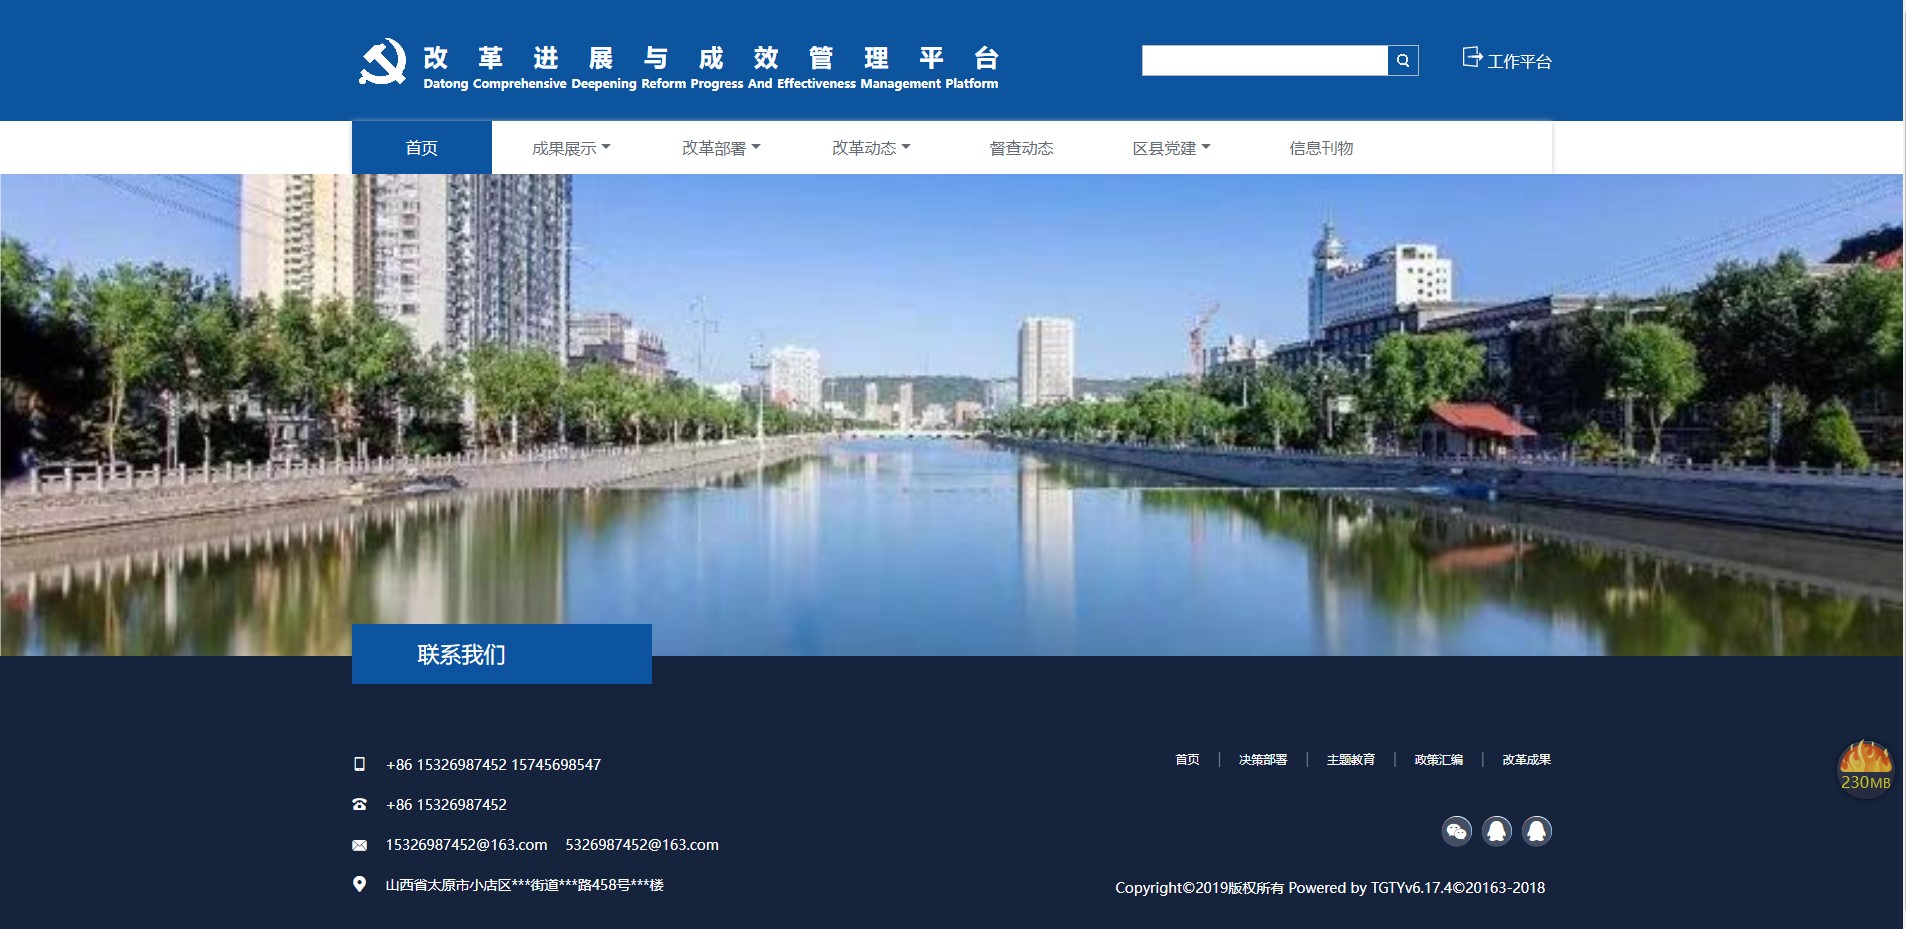 改革进展与成效管理平台
Datong Comprehensive Deepening Reform Progress And Effectiveness Management Platform
工作平台
首页 成果展示 改革部署 改革动态 督查动态 区县党建 信息刊物
联系我们
+86 15326987452 15745698547
+86 15326987452
15326987452@163.com 5326987452@163.com
山西省太原市小店区***街道***路458号***楼
首页 | 决策部署 | 主题教育 | 政策汇编 | 改革成果
Copyright©2019版权所有 Powered by TGTYv6.17.4©20163-2018
230MB